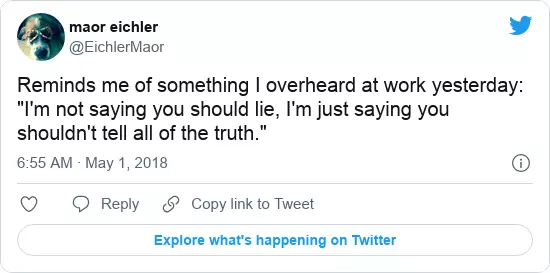 maor eichler
@EichlerMaor
Reminds me of something I overheard at work yesterday:
"I'm not saying you should lie, I'm just saying you
shouldn't tell all of the truth."
6:55 AM · May 1, 2018
Reply
Copy link to Tweet
Explore what's happening on Twitter